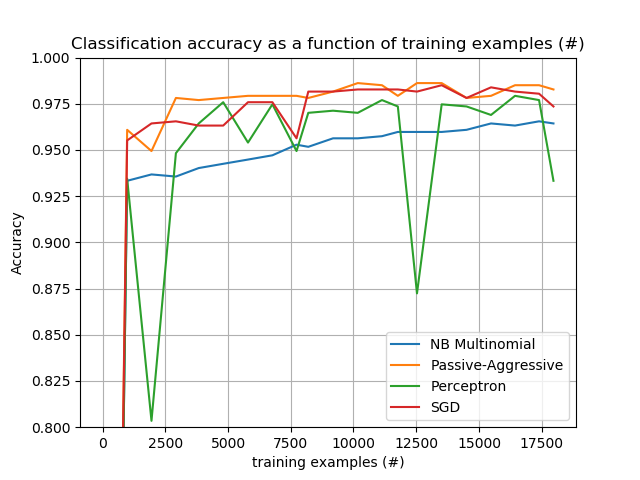 Classification accuracy as a function of training examples (#)
1.000
0.975
0.950
0.925
0.900
0.875
0.850
0.825
0.800
Accuracy
NB Multinomial
Passive-Aggressive
Perceptron
SGD
0 2500 5000 7500 10000 12500 15000 17500
training examples (#)